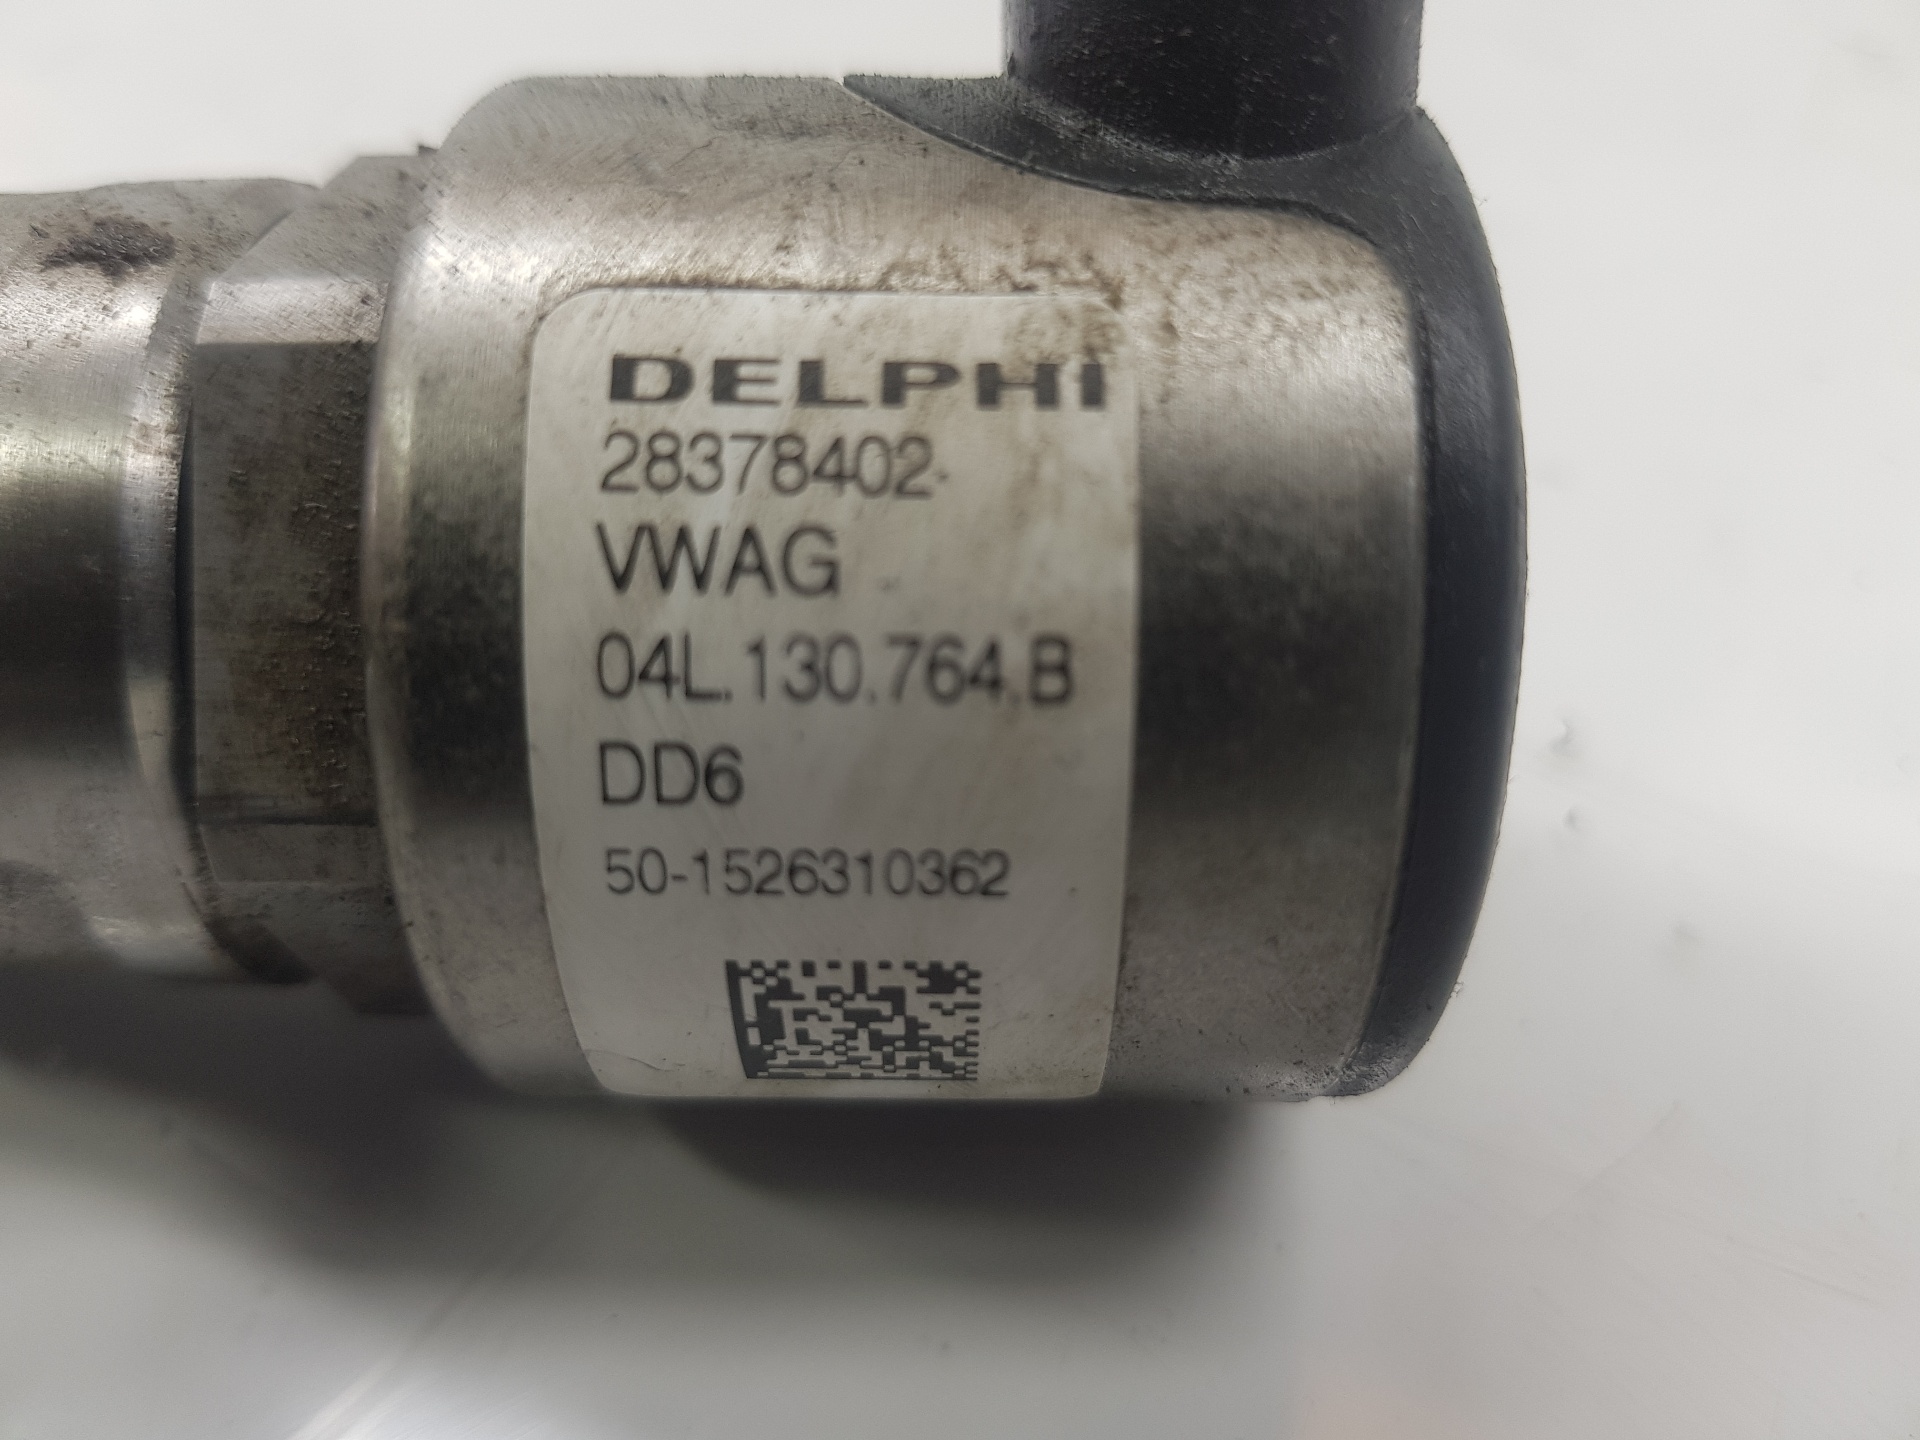 DELPHI
28378402
VWAG
04L.130.764.B
DD6
50-1526310362